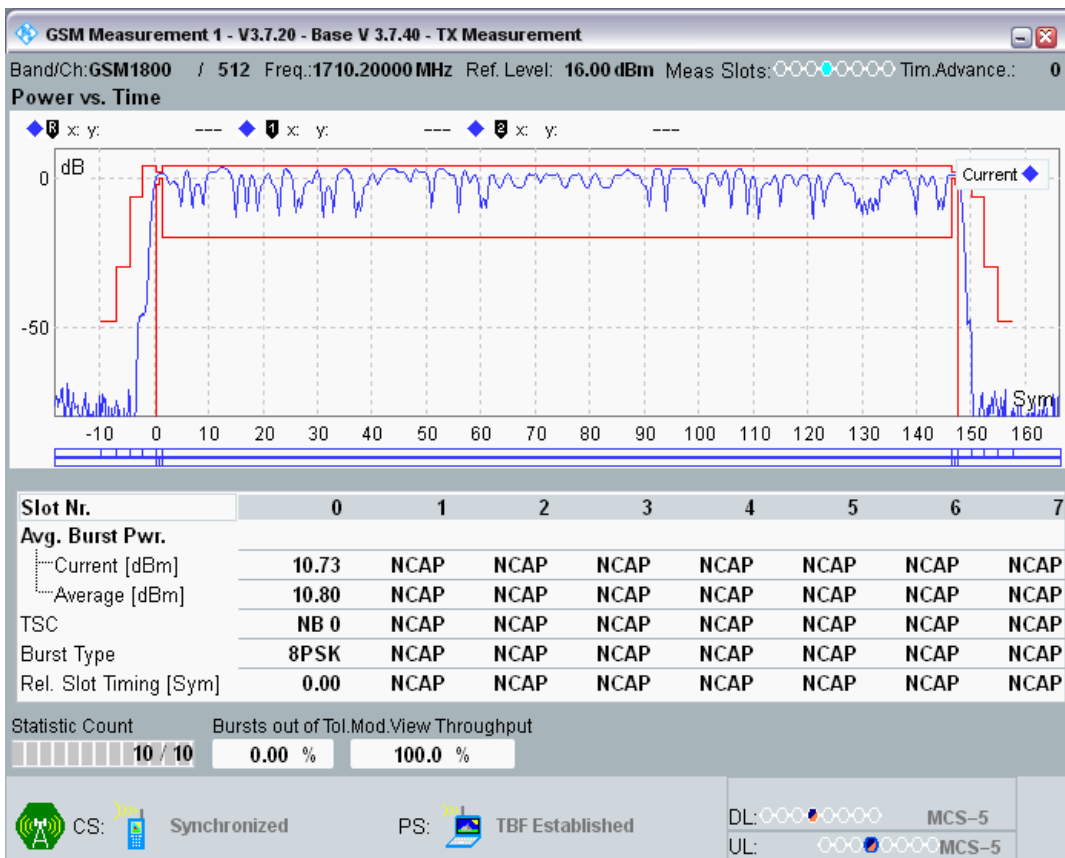 GSM Measurement 1 - V3.7.20 - Base V 3.7.40 - TX Measurement
Band/Ch:GSM1800 / 512 Freq.:1710.20000 MHz Ref. Level: 16.00 dBm Meas Slots: Tim.Advance.: 0
Power vs. Time
R x: y: --- 1 x: y: --- 2 x: y: ---
dB
Current
0
-50
Sym
-10 0 10 20 30 40 50 60 70 80 90 100 110 120 130 140 150 160
Slot Nr. 0 1 2 3 4 5 6 7
Avg. Burst Pwr.
Current [dBm] 10.73 NCAP NCAP NCAP NCAP NCAP NCAP NCAP
Average [dBm] 10.80 NCAP NCAP NCAP NCAP NCAP NCAP NCAP
TSC NB 0 NCAP NCAP NCAP NCAP NCAP NCAP NCAP
Burst Type 8PSK NCAP NCAP NCAP NCAP NCAP NCAP NCAP
Rel. Slot Timing [Sym] 0.00 NCAP NCAP NCAP NCAP NCAP NCAP NCAP
Statistic Count Bursts out of Tol.Mod.View Throughput
10 / 10 0.00 % 100.0 %
CS: Synchronized PS: TBF Established
DL: MCS-5
UL: MCS-5